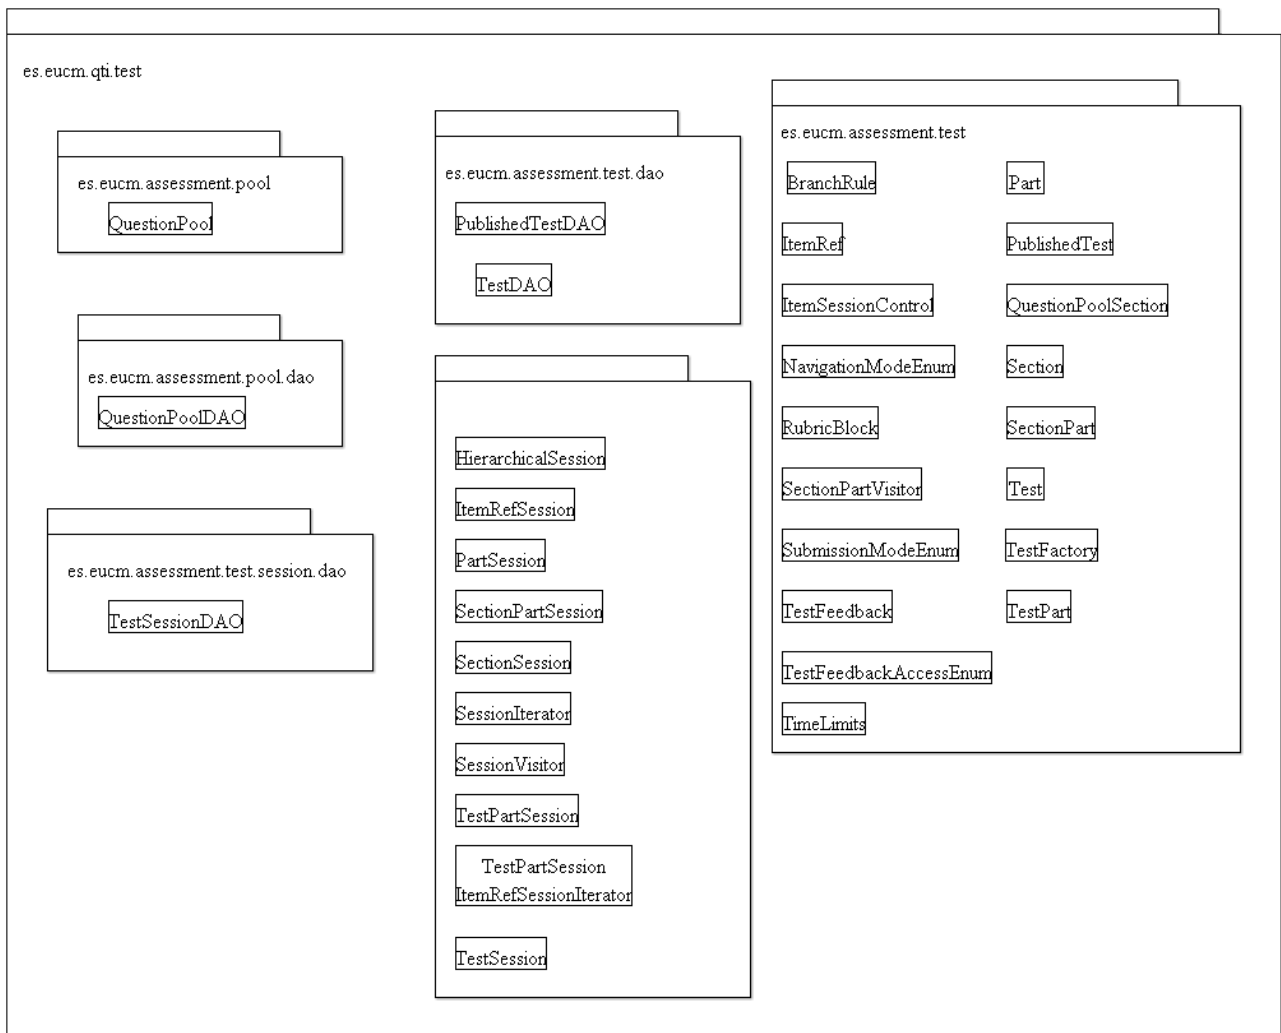 es.eucm.qti.test
es.eucm.assessment.pool
QuestionPool
es.eucm.assessment.pool.dao
QuestionPoolDAO
es.eucm.assessment.test.session.dao
TestSessionDAO
es.eucm.assessment.test.dao
PublishedTestDAO
TestDAO
HierarchicalSession
ItemRefSession
PartSession
SectionPartSession
SectionSession
SessionIterator
SessionVisitor
TestPartSession
TestPartSession
ItemRefSessionIterator
TestSession
es.eucm.assessment.test
BranchRule
Part
ItemRef
PublishedTest
ItemSessionControl
QuestionPoolSection
NavigationModeEnum
Section
RubricBlock
SectionPart
SectionPartVisitor
Test
SubmissionModeEnum
TestFactory
TestFeedback
TestPart
TestFeedbackAccessEnum
TimeLimits